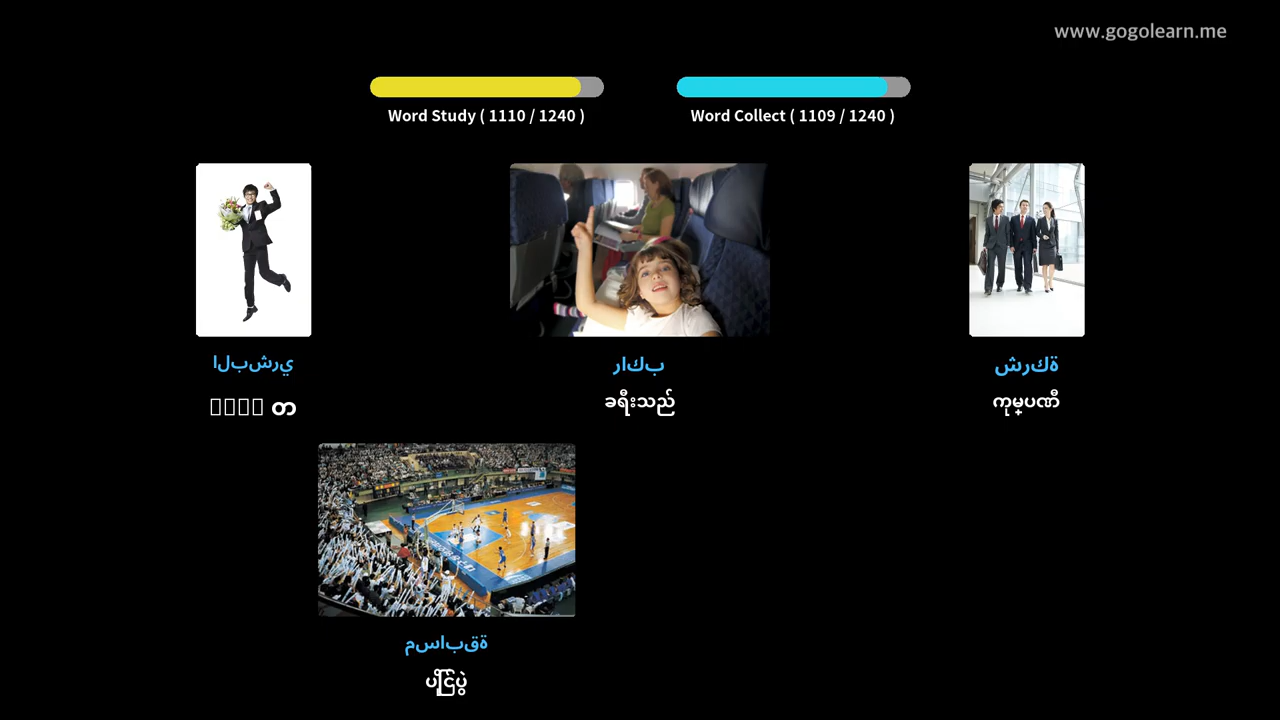 www.gogolearn.me
Word Study ( 1110 / 1240 )
Word Collect ( 1109 / 1240 )
البشري
راكب
شركة
တ
ခရီးသည်
ကုမ္ပဏီ
مسابقة
ပြိုင်ပွဲ